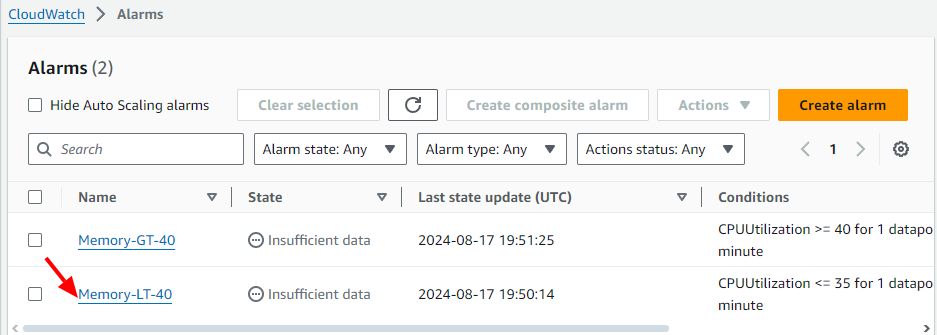 CloudWatch > Alarms
Alarms (2)
Hide Auto Scaling alarms Clear selection Create composite alarm Actions Create alarm
Search Alarm state: Any Alarm type: Any Actions status: Any 1
Name State Last state update (UTC) Conditions
Memory-GT-40 Insufficient data 2024-08-17 19:51:25 CPUUtilization >= 40 for 1 datapo
minute
Memory-LT-40 Insufficient data 2024-08-17 19:50:14 CPUUtilization <= 35 for 1 datapo
minute